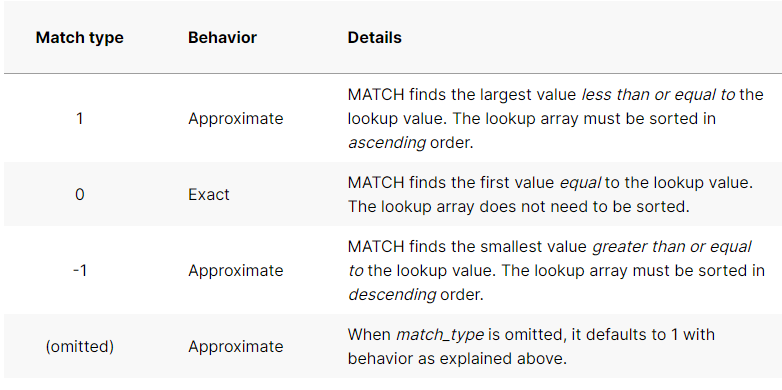 Match type Behavior Details
1 Approximate MATCH finds the largest value less than or equal to the
lookup value. The lookup array must be sorted in
ascending order.
0 Exact MATCH finds the first value equal to the lookup value.
The lookup array does not need to be sorted.
-1 Approximate MATCH finds the smallest value greater than or equal
to the lookup value. The lookup array must be sorted in
descending order.
(omitted) Approximate When match_type is omitted, it defaults to 1 with
behavior as explained above.